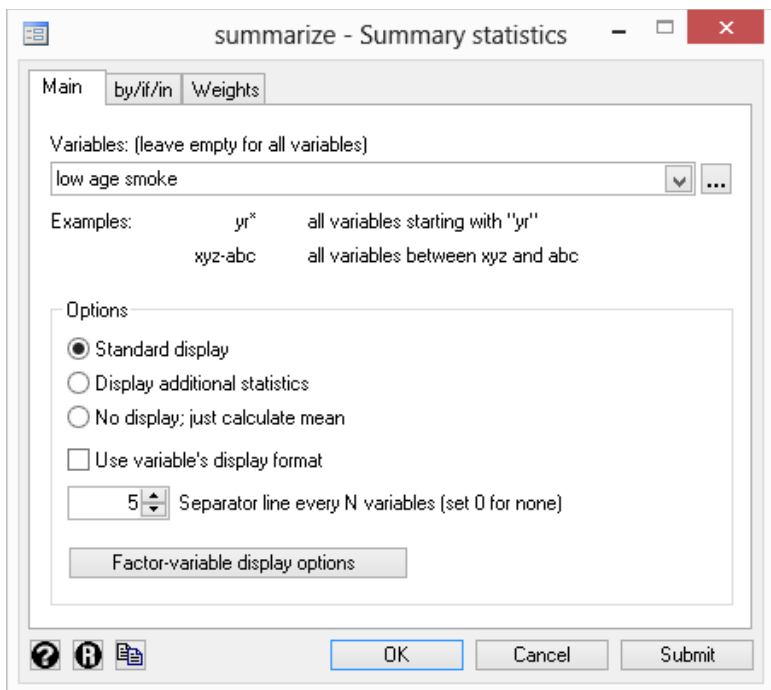 summarize - Summary statistics
Main by/if/in Weights
Variables: (leave empty for all variables)
low age smoke ...
Examples: yr* all variables starting with "yr"
xyz-abc all variables between xyz and abc
Options
Standard display
Display additional statistics
No display; just calculate mean
Use variable's display format
5 Separator line every N variables (set 0 for none)
Factor-variable display options
? R OK Cancel Submit